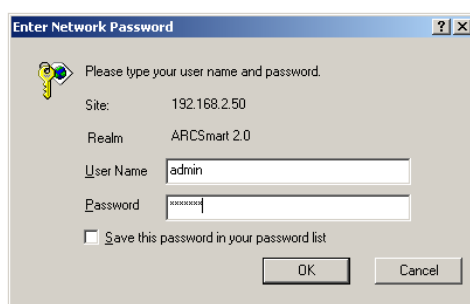 Enter Network Password
Please type your user name and password.
Site: 192.168.2.50
Realm ARCSmart 2.0
User Name admin
Password *******
Save this password in your password list
OK Cancel